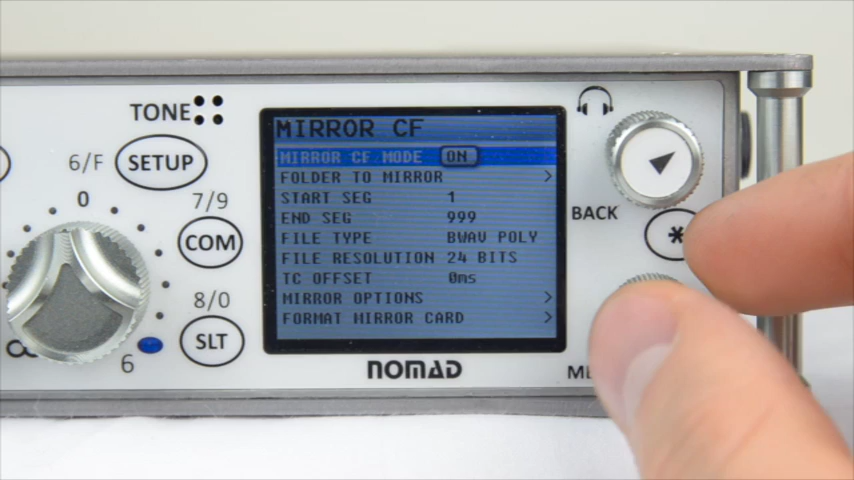 TONE
6/F
SETUP
0
7/9
COM
8/0
SLT
6
∞
MIRROR CF
MIRROR CF MODE ON
FOLDER TO MIRROR >
START SEG 1
END SEG 999
FILE TYPE BWAV POLY
FILE RESOLUTION 24 BITS
TC OFFSET 0ms
MIRROR OPTIONS >
FORMAT MIRROR CARD >
NOMAD
BACK
*